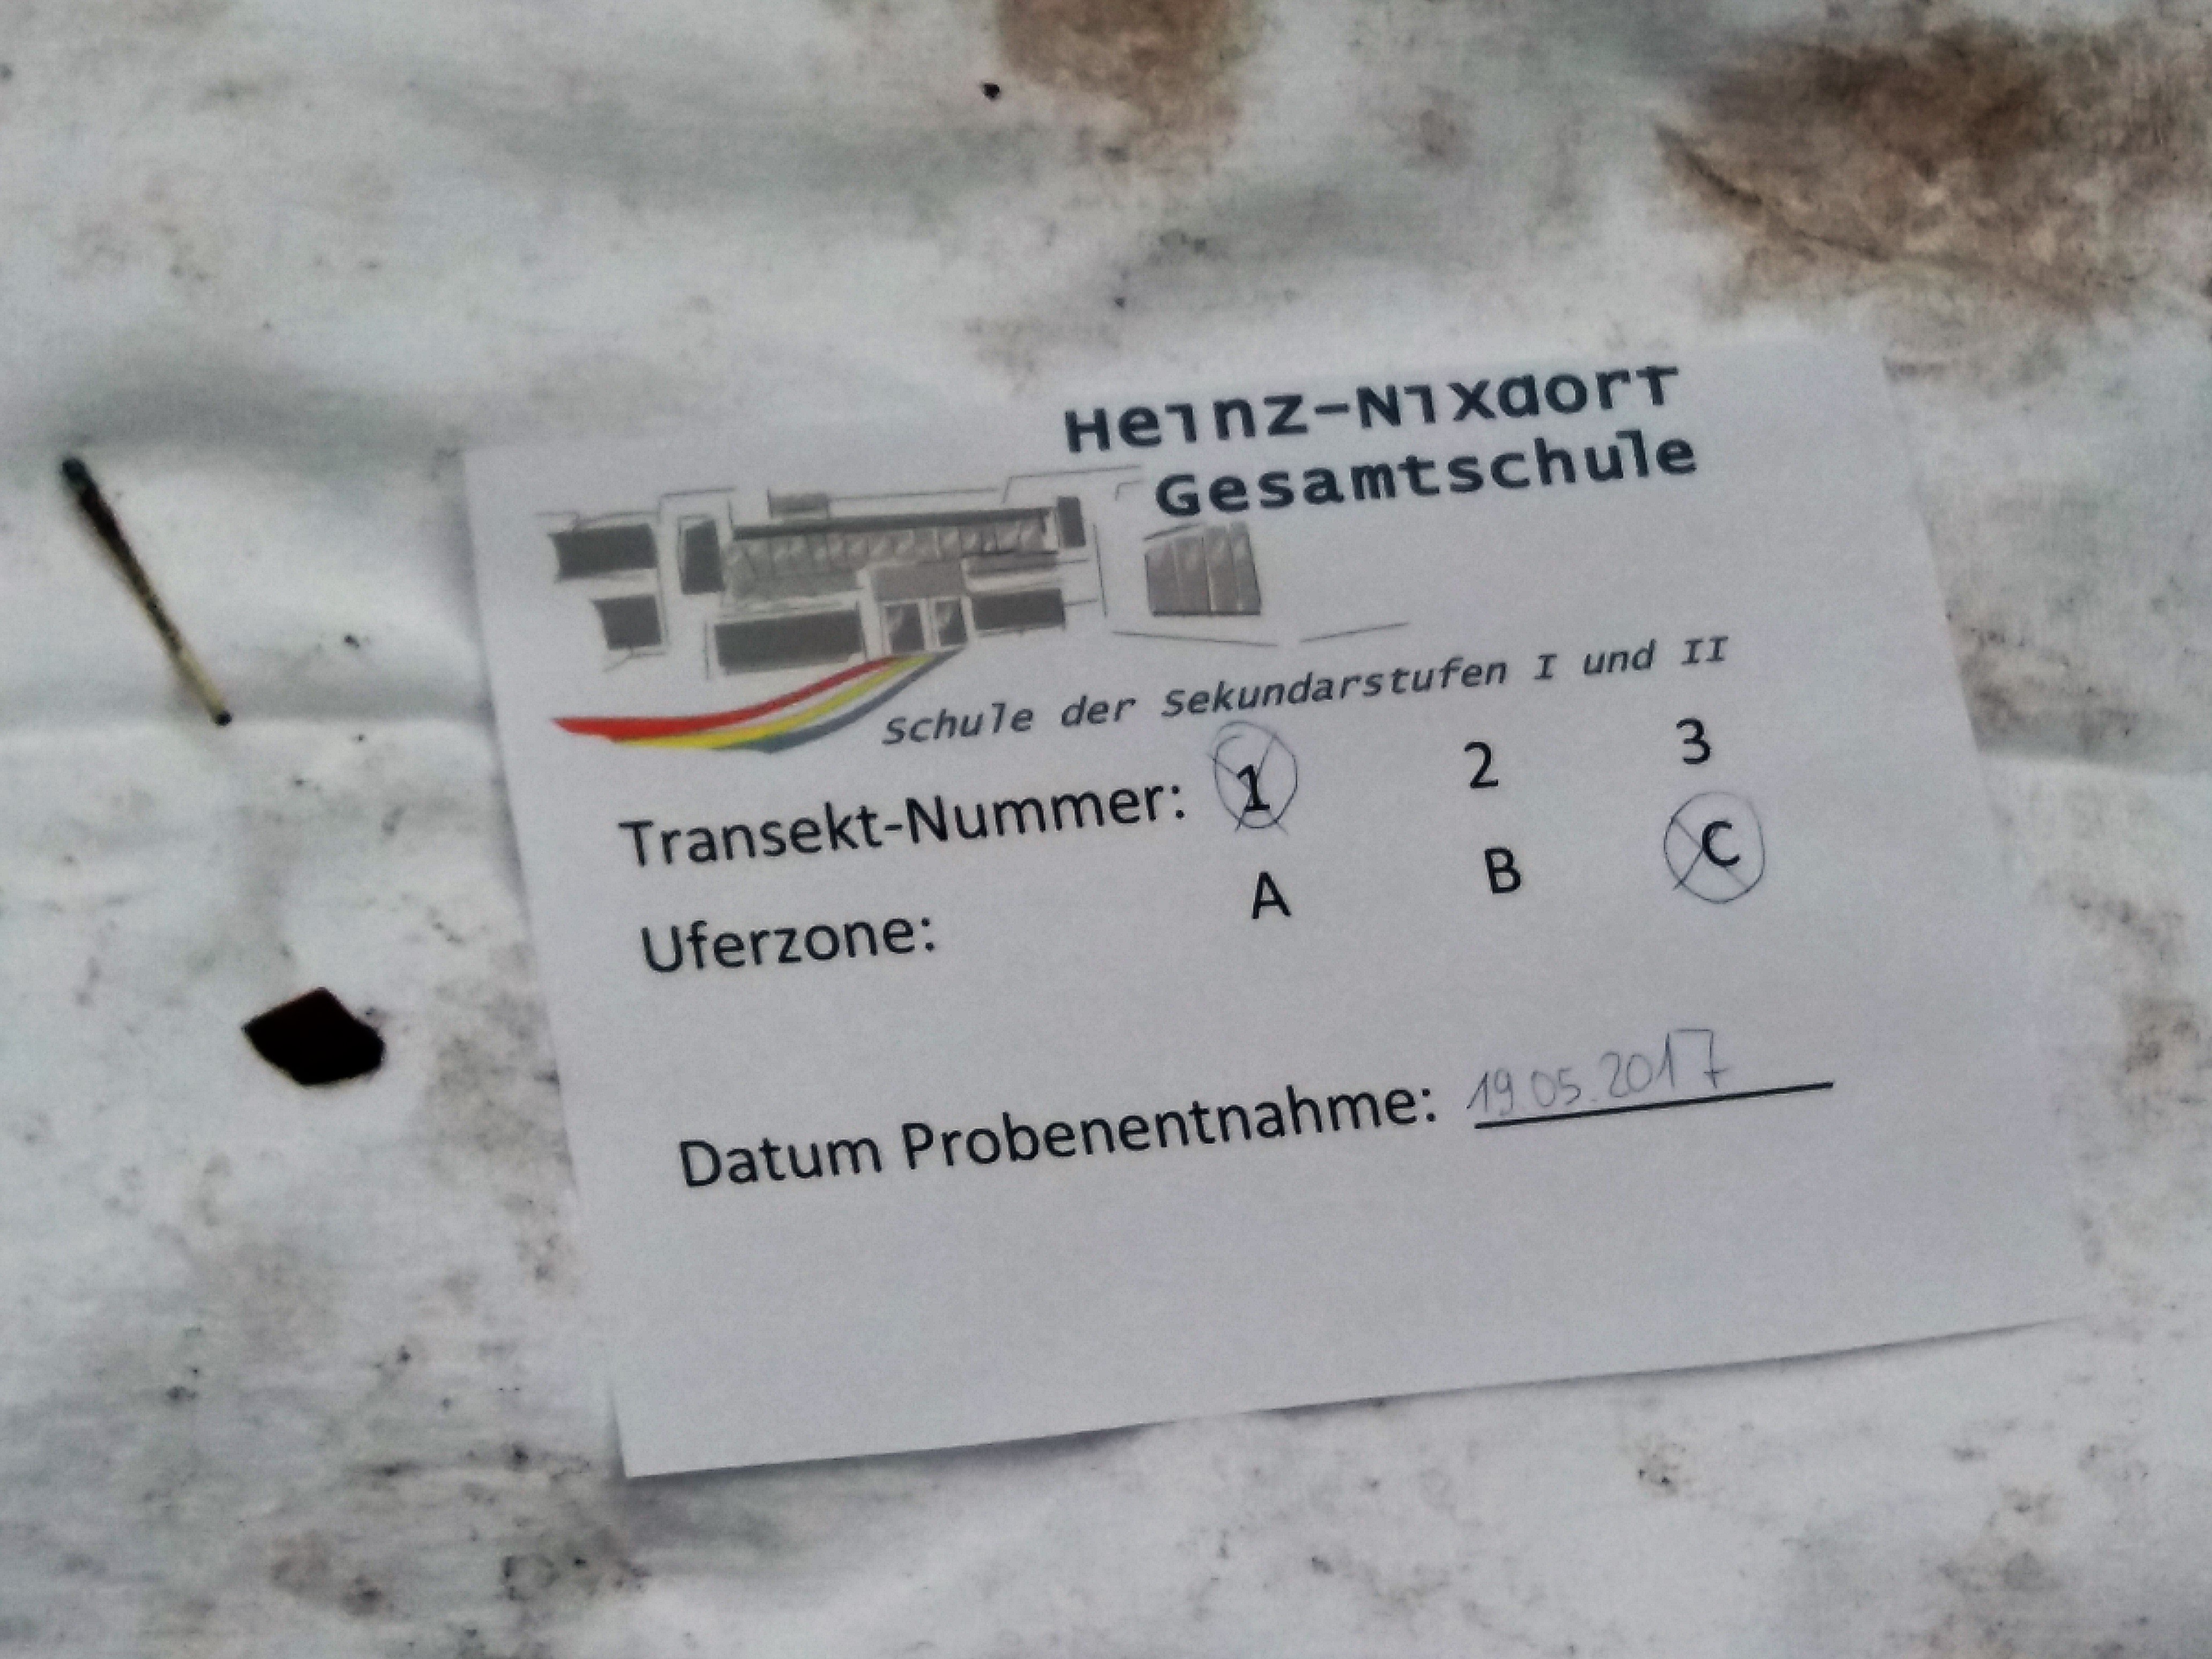 Heinz-Nixdorf
Gesamtschule
Schule der Sekundarstufen I und II
Transekt-Nummer: 1 2 3
Uferzone: A B C
Datum Probenentnahme: 19.05.2017